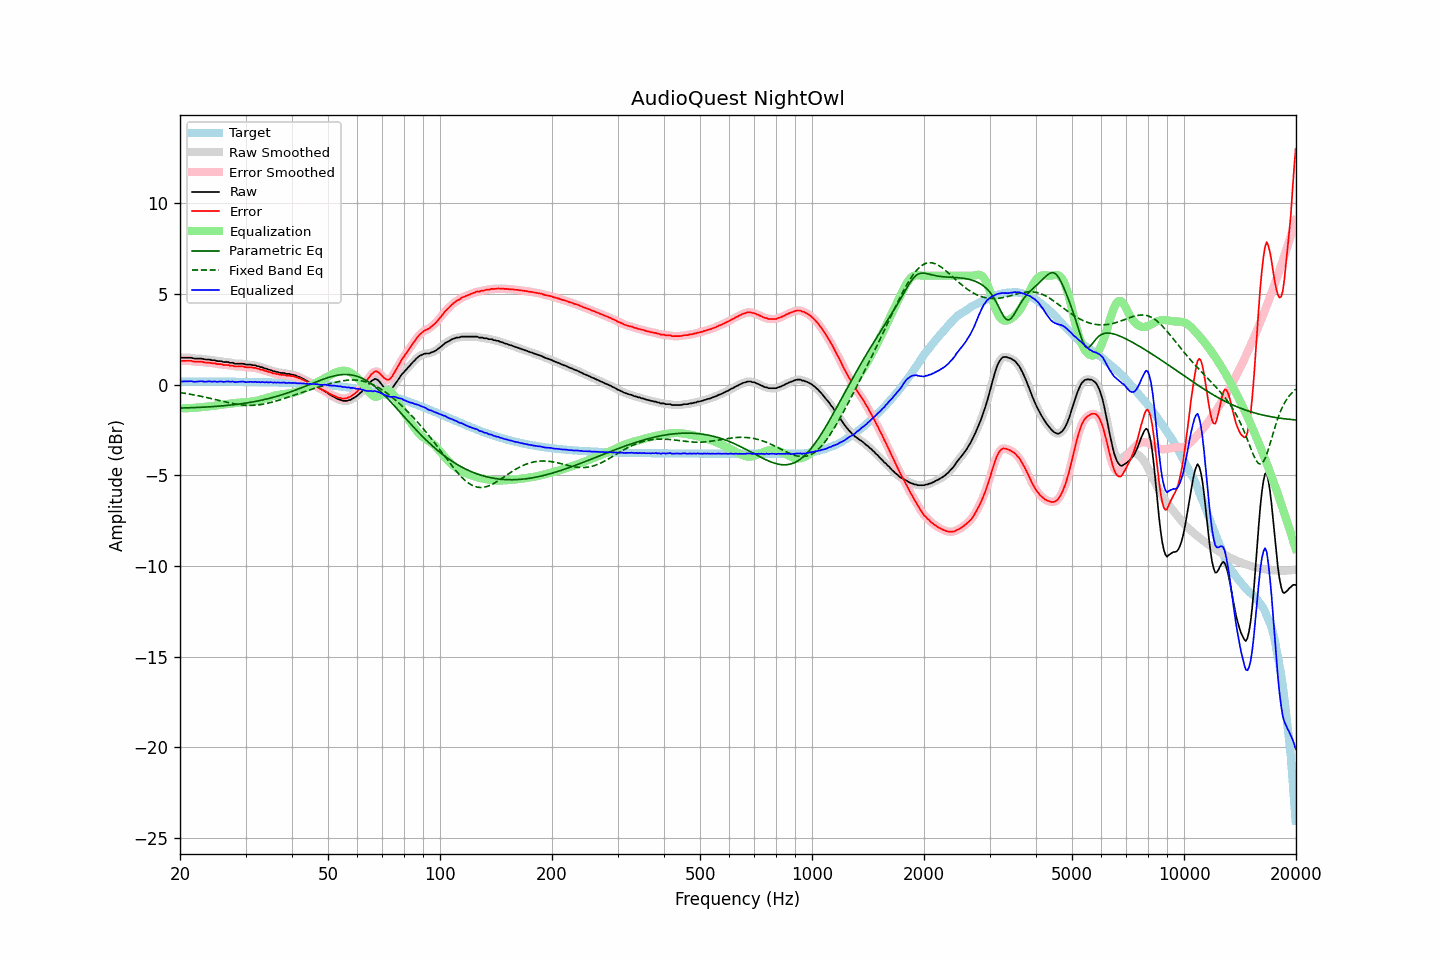 AudioQuest NightOwl
Target
Raw Smoothed
Error Smoothed
Raw
Error
Equalization
Parametric Eq
Fixed Band Eq
Equalized
10
5
0
−5
−10
−15
−20
−25
Amplitude (dBr)
20 50 100 200 500 1000 2000 5000 10000 20000
Frequency (Hz)